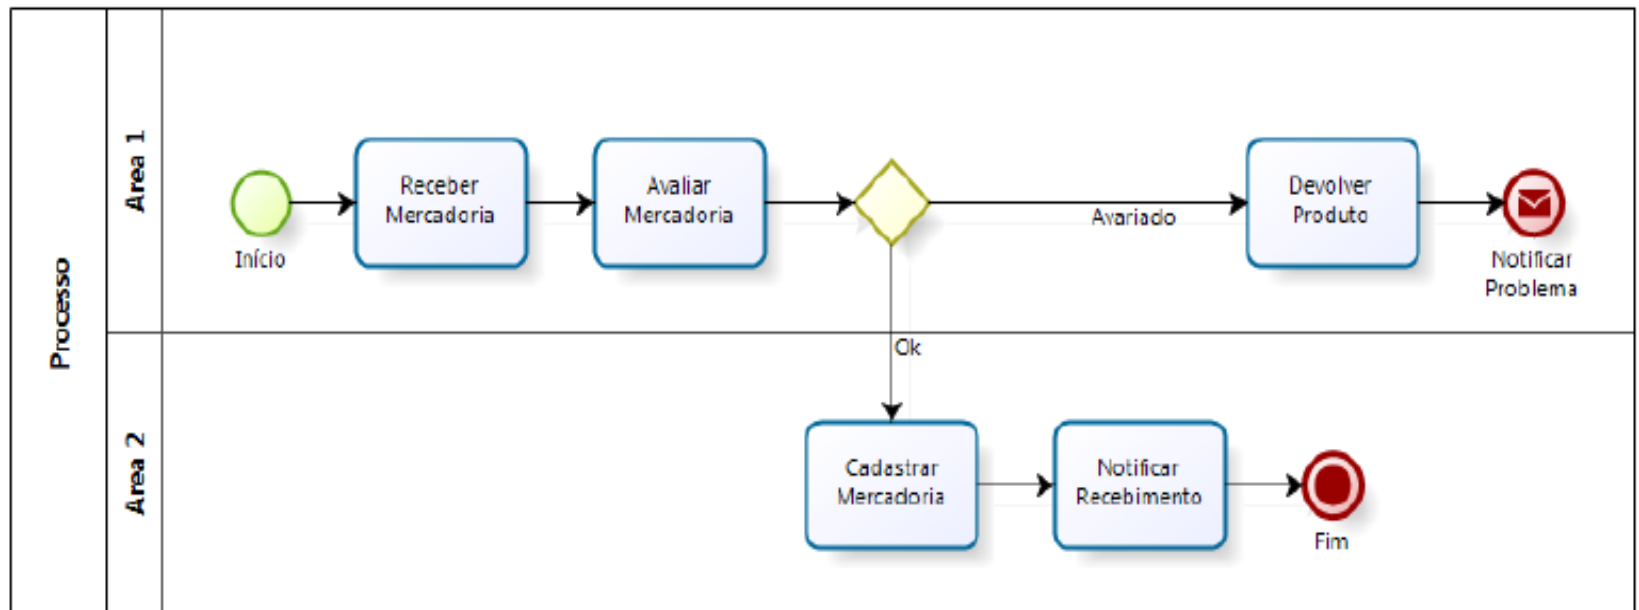 Processo
Area 1
Início
Receber
Mercadoria
Avaliar
Mercadoria
Avariado
Devolver
Produto
Notificar
Problema
Area 2
Ok
Cadastrar
Mercadoria
Notificar
Recebimento
Fim